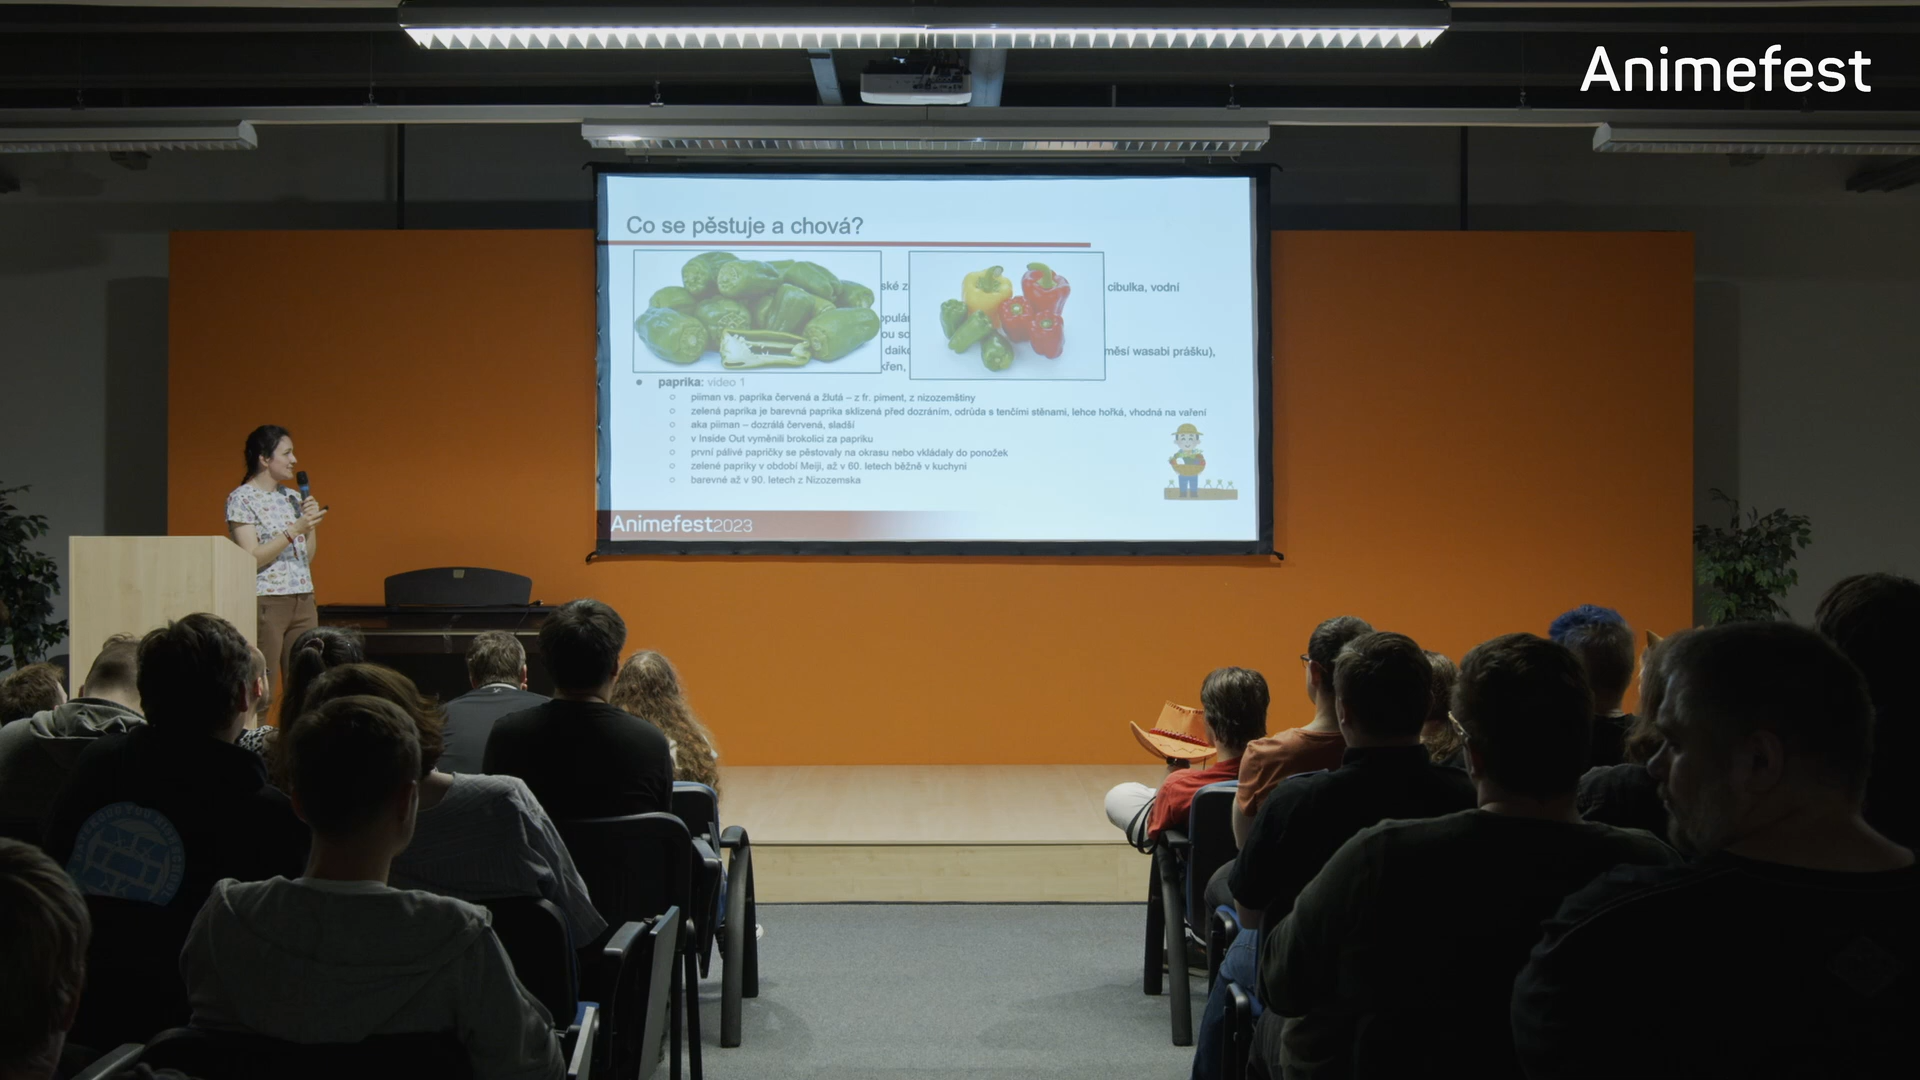 Animefest
Co se pěstuje a chová?
ské z
cibulka, vodní
opulár
ou so
daiko
měsí wasabi prášku),
křen,
paprika: video 1
piiman vs. paprika červená a žlutá – z fr. piment, z nizozemštiny
zelená paprika je barevná paprika sklizená před dozráním, odrůda s tenčími stěnami, lehce hořká, vhodná na vaření
aka piiman – dozrálá červená, sladší
v Inside Out vyměnili brokolici za papriku
první pálivé papričky se pěstovaly na okrasu nebo vkládaly do ponožek
zelené papriky v období Meiji, až v 60. letech běžně v kuchyni
barevné až v 90. letech z Nizozemska
Animefest2023